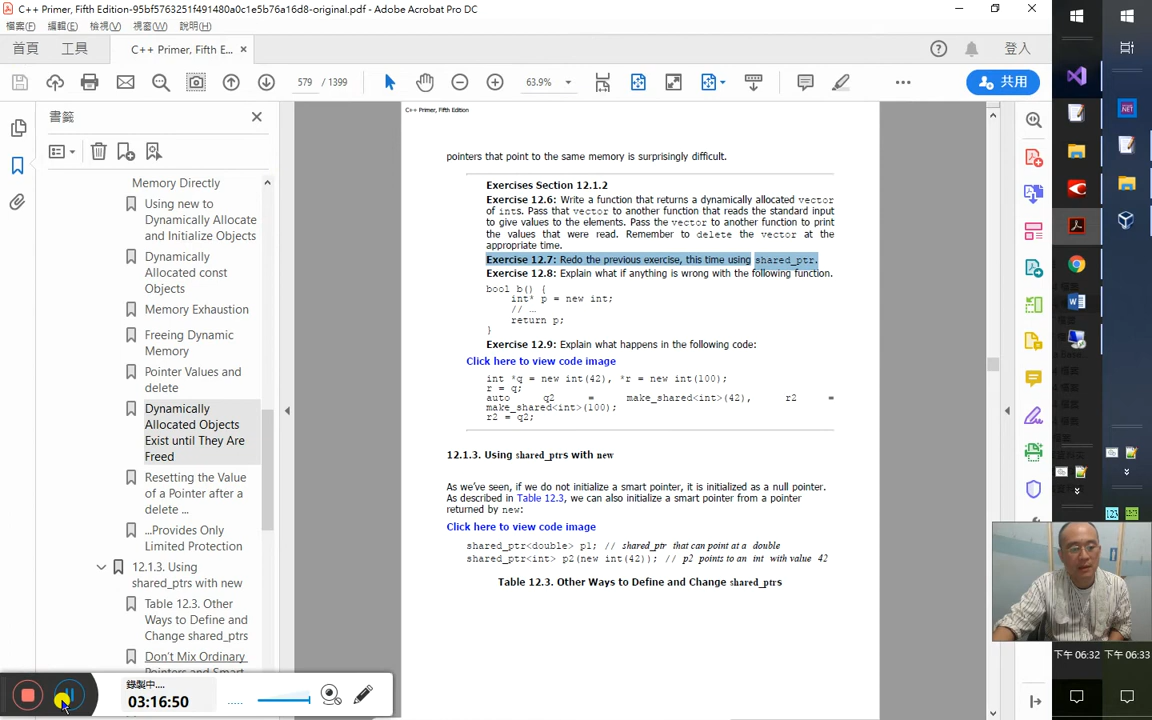 C++ Primer, Fifth Edition-95bf5763251f491480a0c1e5b76a16d8-original.pdf - Adobe Acrobat Pro DC
檔案(F) 編輯(E) 檢視(V) 視窗(W) 說明(H)
首頁 工具 C++ Primer, Fifth E... × 登入
579 / 1399 63.9% 共用
書籤
Memory Directly
Using new to
Dynamically Allocate
and Initialize Objects
Dynamically
Allocated const
Objects
Memory Exhaustion
Freeing Dynamic
Memory
Pointer Values and
delete
Dynamically
Allocated Objects
Exist until They Are
Freed
Resetting the Value
of a Pointer after a
delete ...
...Provides Only
Limited Protection
12.1.3. Using
shared_ptrs with new
Table 12.3. Other
Ways to Define and
Change shared_ptrs
Don't Mix Ordinary
Pointers and Smart
C++ Primer, Fifth Edition
pointers that point to the same memory is surprisingly difficult.
Exercises Section 12.1.2
Exercise 12.6: Write a function that returns a dynamically allocated vector
of ints. Pass that vector to another function that reads the standard input
to give values to the elements. Pass the vector to another function to print
the values that were read. Remember to delete the vector at the
appropriate time.
Exercise 12.7: Redo the previous exercise, this time using shared_ptr.
Exercise 12.8: Explain what if anything is wrong with the following function.
bool b() {
int* p = new int;
// …
return p;
}
Exercise 12.9: Explain what happens in the following code:
Click here to view code image
int *q = new int(42), *r = new int(100);
r = q;
auto q2 = make_shared<int>(42), r2 =
make_shared<int>(100);
r2 = q2;
12.1.3. Using shared_ptrs with new
As we've seen, if we do not initialize a smart pointer, it is initialized as a null pointer.
As described in Table 12.3, we can also initialize a smart pointer from a pointer
returned by new:
Click here to view code image
shared_ptr<double> p1; // shared_ptr that can point at a double
shared_ptr<int> p2(new int(42)); // p2 points to an int with value 42
Table 12.3. Other Ways to Define and Change shared_ptrs
錄製中....
03:16:50
.NET
123
下午 06:32 下午 06:33